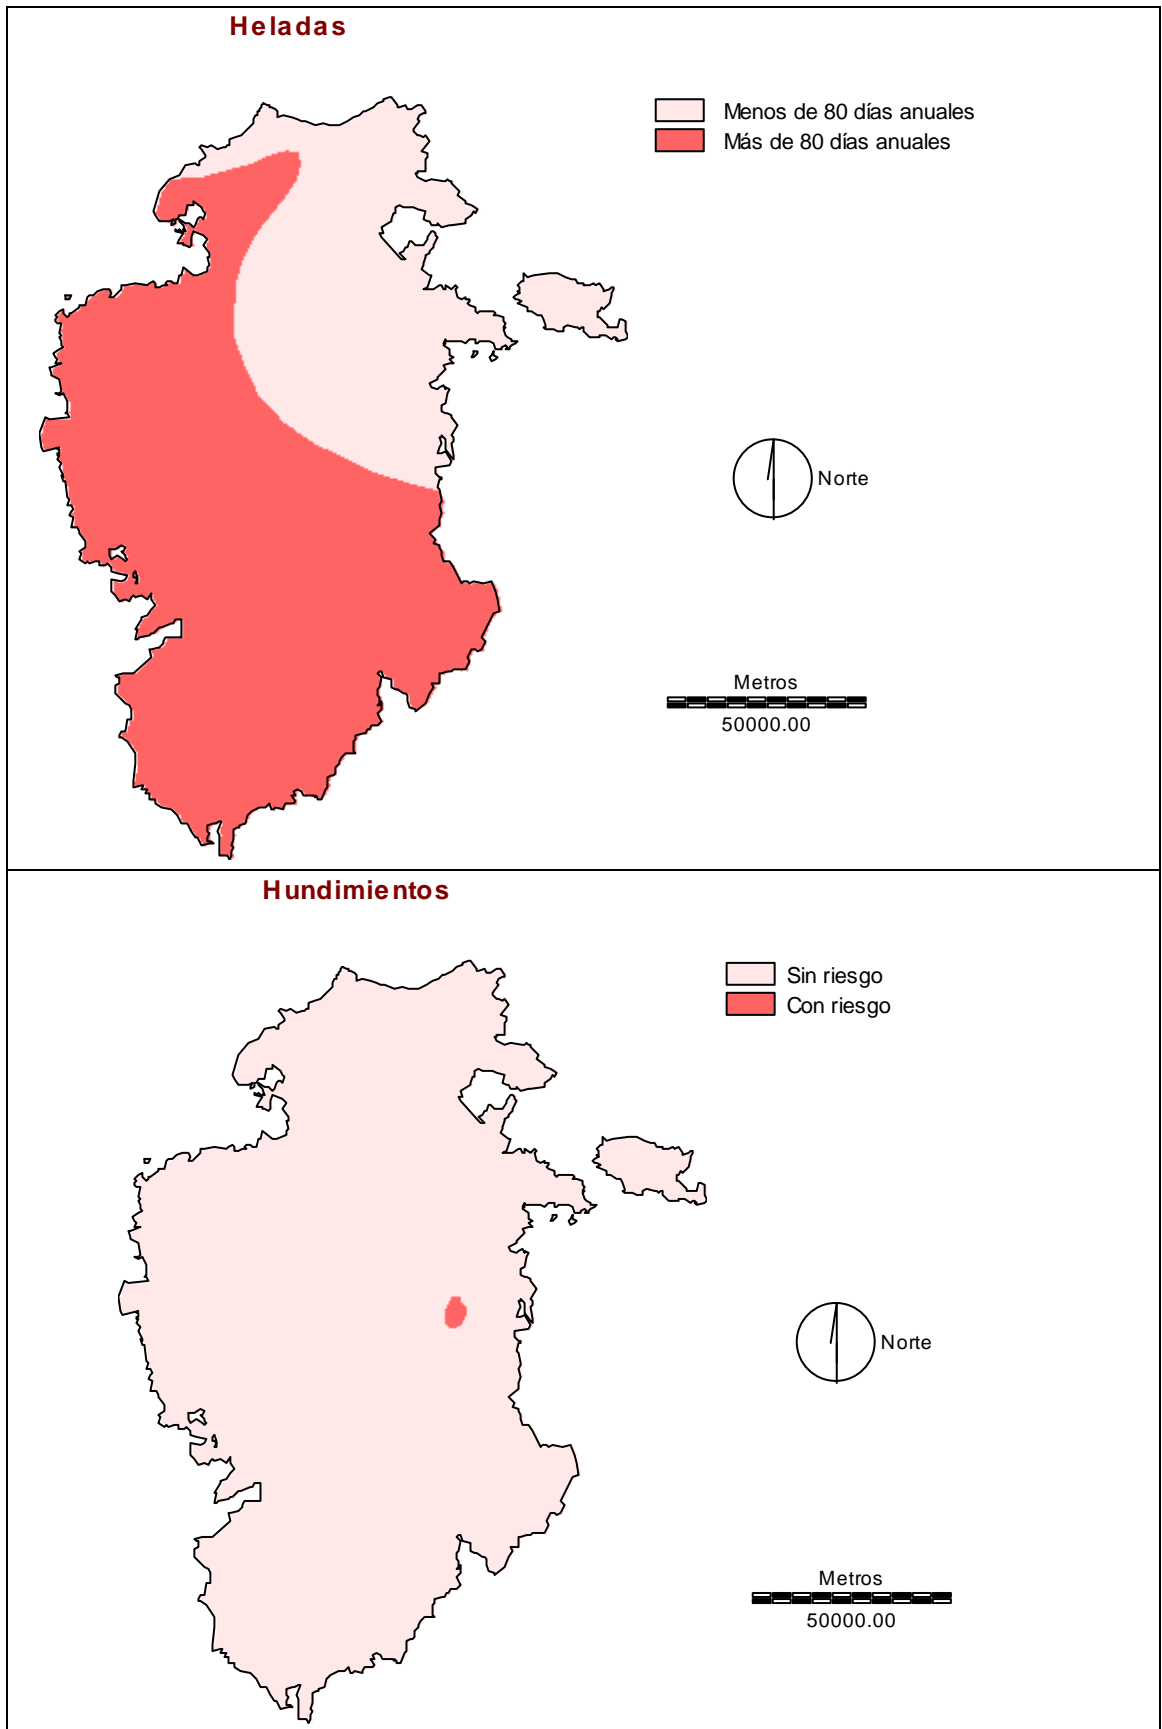 Heladas
Menos de 80 días anuales
Más de 80 días anuales
Norte
Metros
50000.00
Hundimientos
Sin riesgo
Con riesgo
Norte
Metros
50000.00